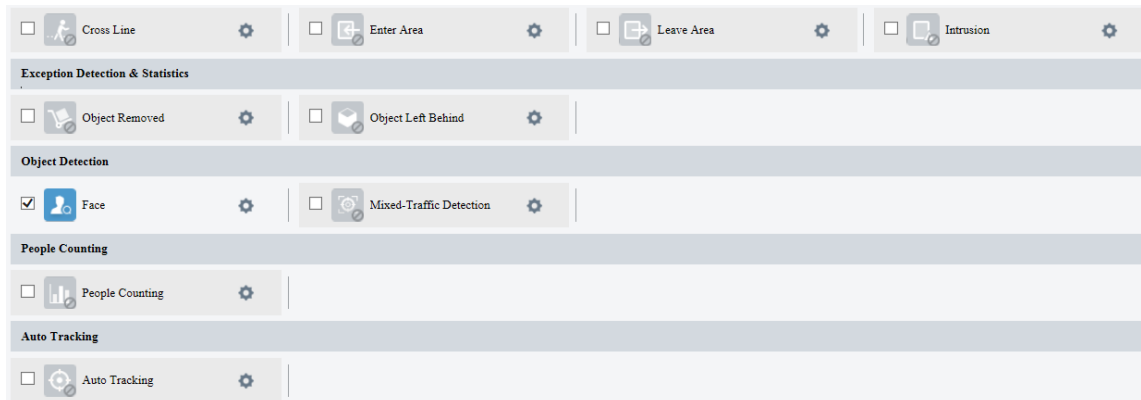 Cross Line Enter Area Leave Area Intrusion
Exception Detection & Statistics
Object Removed Object Left Behind
Object Detection
Face Mixed-Traffic Detection
People Counting
People Counting
Auto Tracking
Auto Tracking